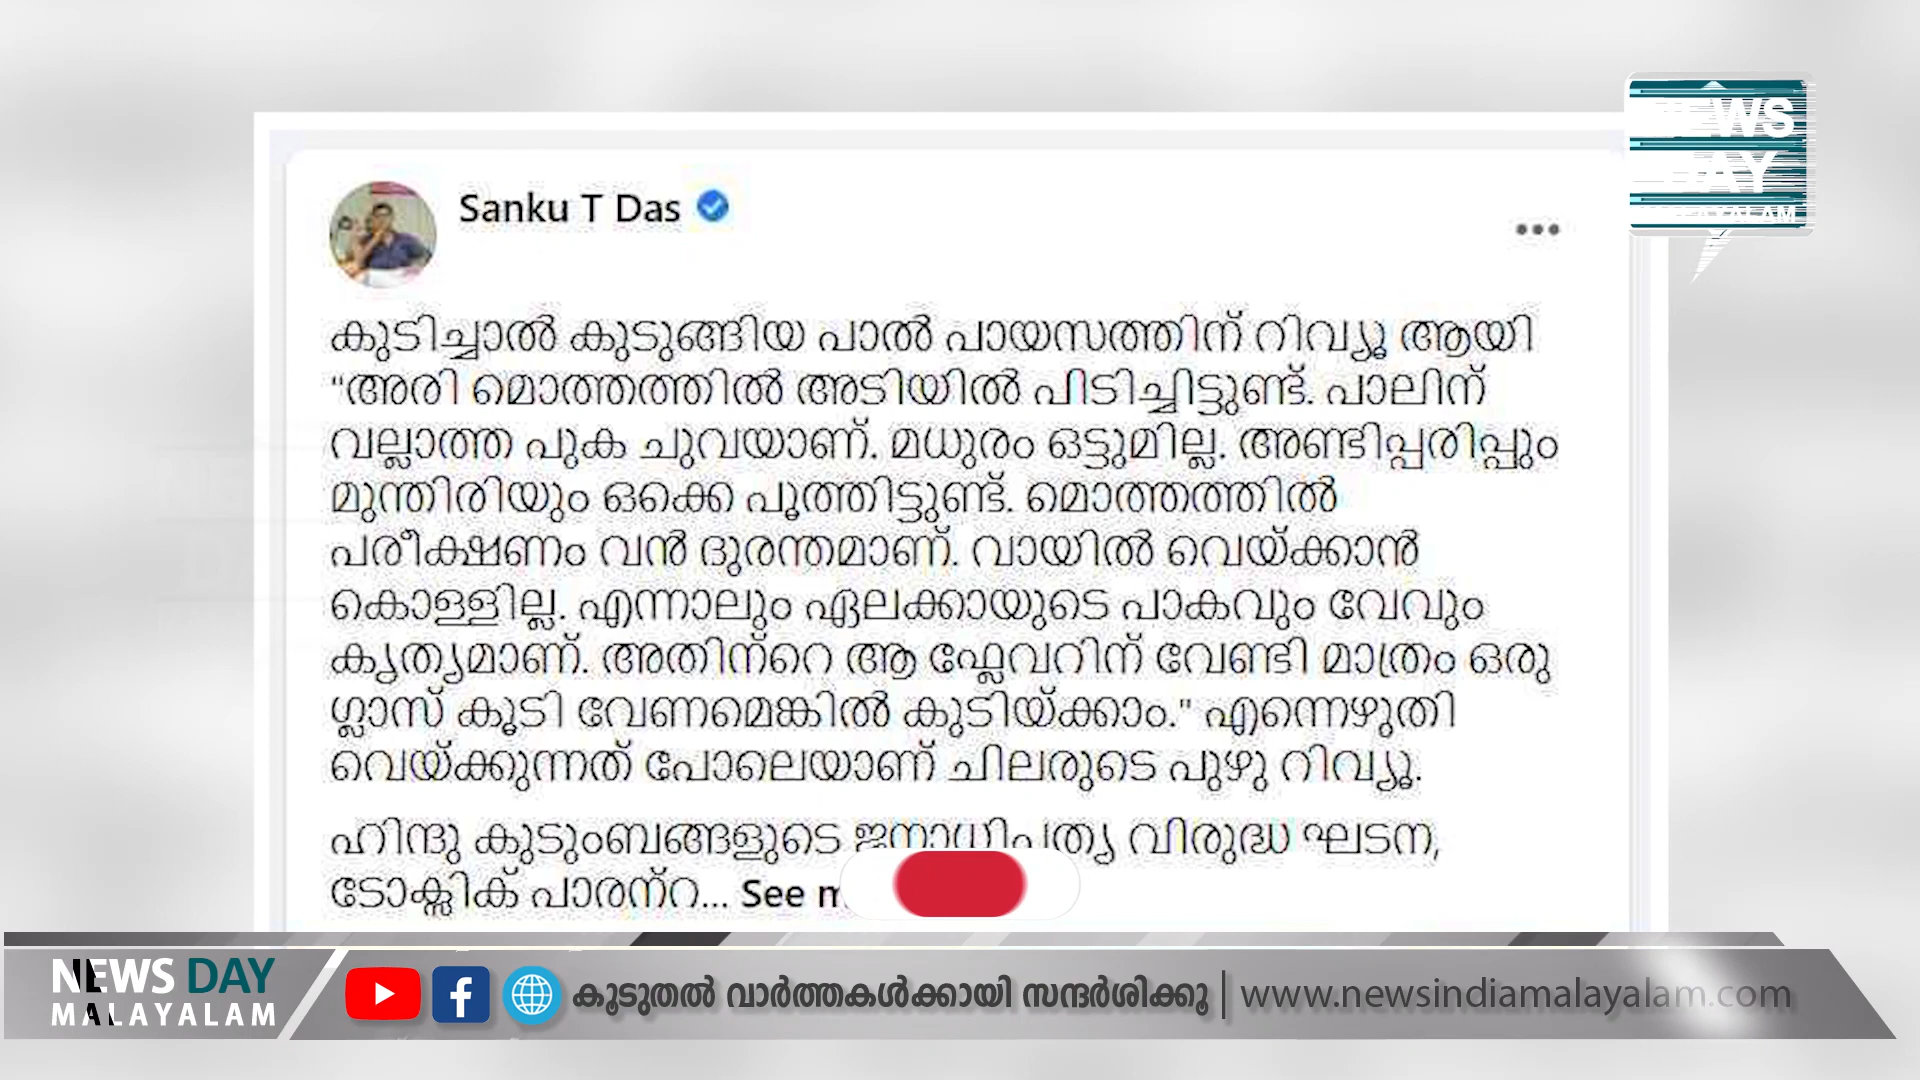 Sanku T Das
കുടിച്ചാൽ കുടുങ്ങിയ പാൽ പായസത്തിന് റിവ്യൂ ആയി
"അരി മൊത്തത്തിൽ അടിയിൽ പിടിച്ചിട്ടുണ്ട്. പാലിന്
വല്ലാത്ത പുക ചുവയാണ്. മധുരം ഒട്ടുമില്ല. അണ്ടിപ്പരിപ്പും
മുന്തിരിയും ഒക്കെ പൂത്തിട്ടുണ്ട്. മൊത്തത്തിൽ
പരീക്ഷണം വൻ ദുരന്തമാണ്. വായിൽ വെയ്ക്കാൻ
കൊള്ളില്ല. എന്നാലും ഏലക്കായുടെ പാകവും വേവും
കൃത്യമാണ്. അതിന്റെ ആ ഫ്ലേവറിന് വേണ്ടി മാത്രം ഒരു
ഗ്ലാസ് കൂടി വേണമെങ്കിൽ കുടിയ്ക്കാം." എന്നെഴുതി
വെയ്ക്കുന്നത് പോലെയാണ് ചിലരുടെ പുഴു റിവ്യൂ.
ഹിന്ദു കുടുംബങ്ങളുടെ ജനാധിപത്യ വിരുദ്ധ ഘടന,
ടോക്സിക് പാരന്റ... See
NEWS DAY
MALAYALAM
കൂടുതൽ വാർത്തകൾക്കായി സന്ദർശിക്കൂ | www.newsindiamalayalam.com